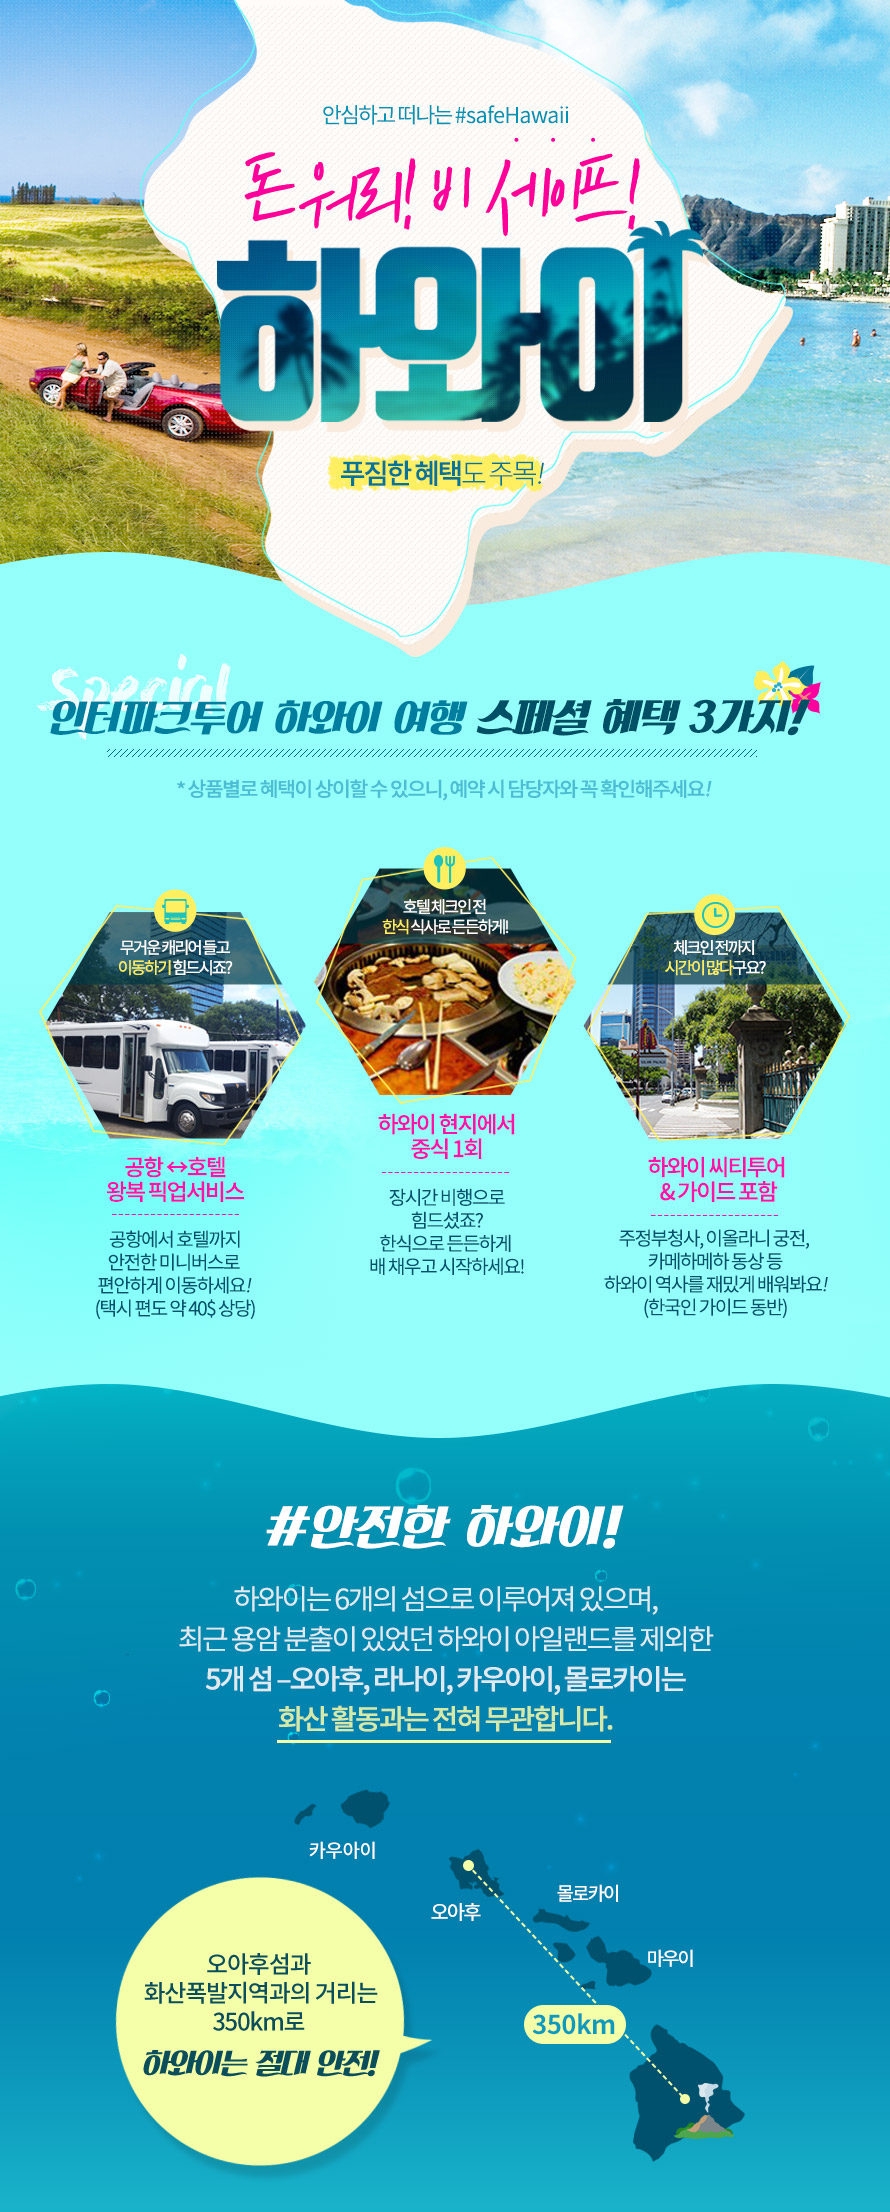 안심하고 떠나는 #safeHawaii
돈 워리! 비 세이프!
하와이
푸짐한 혜택도 주목!
Special
인터파크투어 하와이 여행 스페셜 혜택 3가지!
* 상품별로 혜택이 상이할 수 있으니, 예약 시 담당자와 꼭 확인해주세요!
무거운 캐리어 들고
이동하기 힘드시죠?
공항 ↔ 호텔
왕복 픽업서비스
공항에서 호텔까지
안전한 미니버스로
편안하게 이동하세요!
(택시 편도 약 40$ 상당)
호텔 체크인 전
한식 식사로 든든하게!
하와이 현지에서
중식 1회
장시간 비행으로
힘드셨죠?
한식으로 든든하게
배 채우고 시작하세요!
체크인 전까지
시간이 많다구요?
하와이 씨티투어
& 가이드 포함
주정부청사, 이올라니 궁전,
카메하메하 동상 등
하와이 역사를 재밌게 배워봐요!
(한국인 가이드 동반)
#안전한 하와이!
하와이는 6개의 섬으로 이루어져 있으며,
최근 용암 분출이 있었던 하와이 아일랜드를 제외한
5개 섬 –오아후, 라나이, 카우아이, 몰로카이는
화산 활동과는 전혀 무관합니다.
카우아이
오아후
몰로카이
마우이
350km
오아후섬과
화산폭발지역과의 거리는
350km로
하와이는 절대 안전!